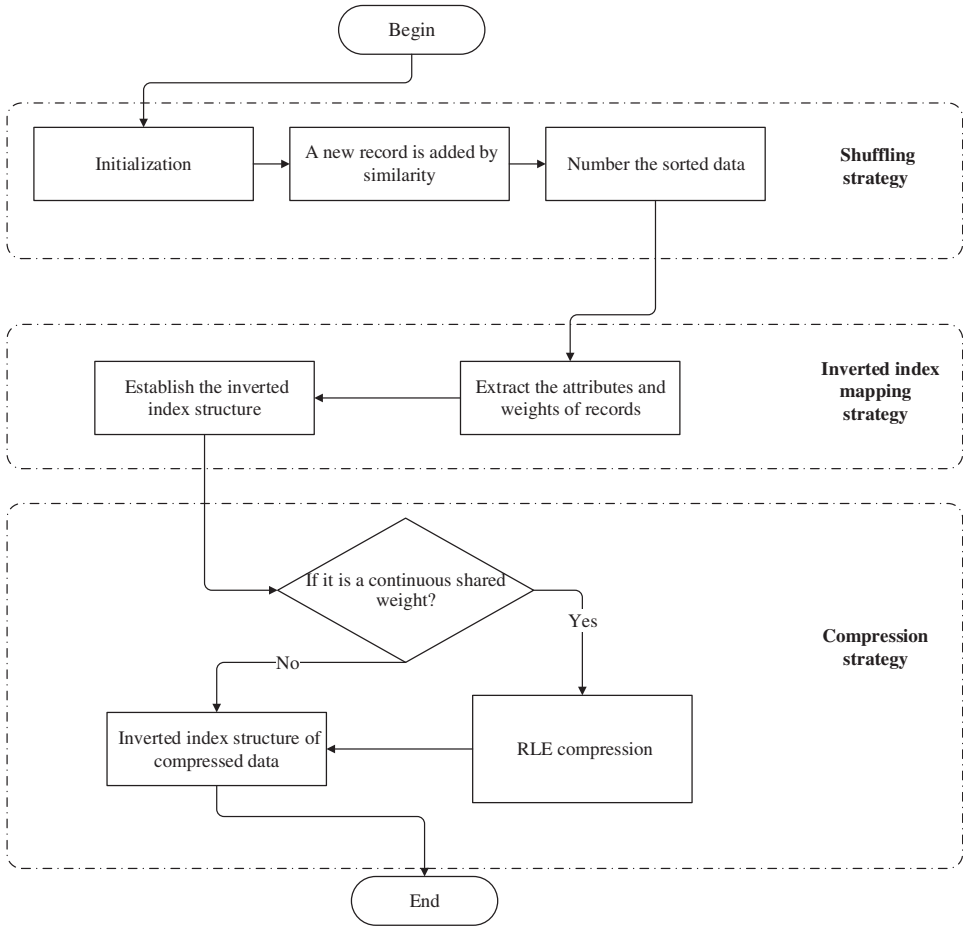 Begin
Initialization
A new record is added by
similarity
Number the sorted data
Shuffling
strategy
Establish the inverted
index structure
Extract the attributes and
weights of records
Inverted index
mapping
strategy
If it is a continuous shared
weight?
Yes
Compression
strategy
No
Inverted index structure of
compressed data
RLE compression
End